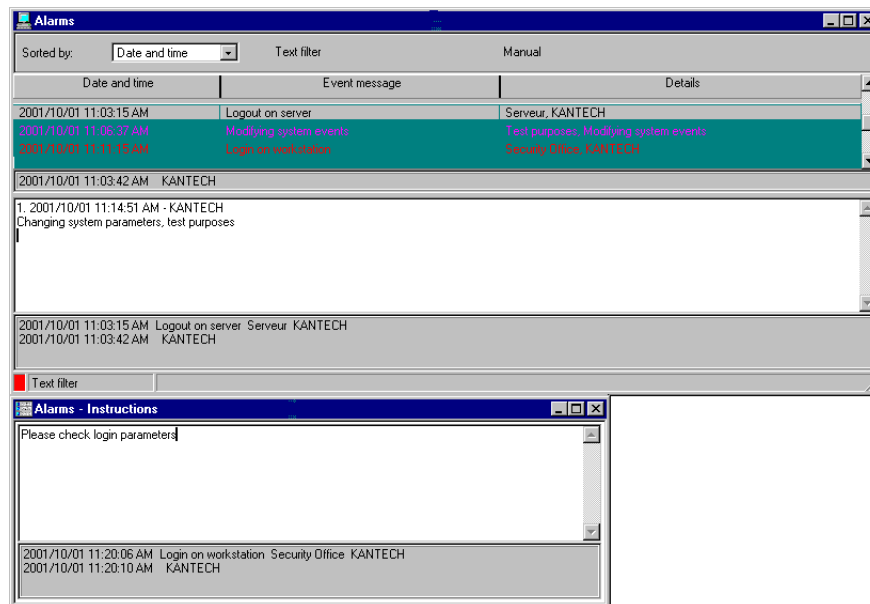 Alarms
Sorted by: Date and time Text filter Manual
Date and time Event message Details
2001/10/01 11:03:15 AM Logout on server Serveur, KANTECH
2001/10/01 11:06:37 AM Modifying system events Test purposes, Modifying system events
2001/10/01 11:11:15 AM Login on workstation Security Office, KANTECH
2001/10/01 11:03:42 AM KANTECH
1. 2001/10/01 11:14:51 AM - KANTECH
Changing system parameters, test purposes
2001/10/01 11:03:15 AM Logout on server Serveur KANTECH
2001/10/01 11:03:42 AM KANTECH
Text filter
Alarms - Instructions
Please check login parameters
2001/10/01 11:20:06 AM Login on workstation Security Office KANTECH
2001/10/01 11:20:10 AM KANTECH